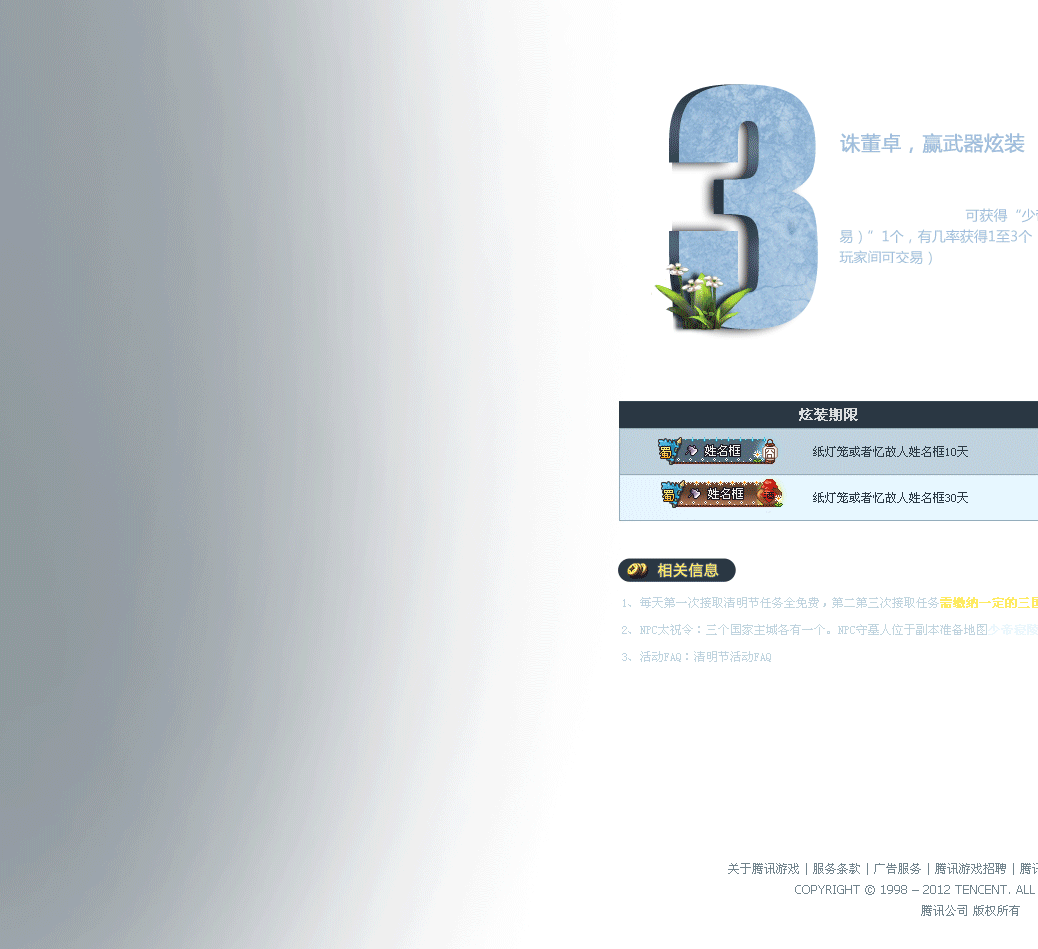 3
诛董卓，赢武器炫装
可获得“少
易）”1个，有几率获得1至3个
玩家间可交易）
炫装期限
蜀 姓名框
纸灯笼或者忆故人姓名框10天
蜀 姓名框
纸灯笼或者忆故人姓名框30天
相关信息
1、每天第一次接取清明节任务全免费，第二第三次接取任务需缴纳一定的三国
2、NPC太祝令：三个国家主城各有一个。NPC守墓人位于副本准备地图
3、活动FAQ：清明节活动FAQ
关于腾讯游戏 | 服务条款 | 广告服务 | 腾讯游戏招聘 | 腾讯
COPYRIGHT © 1998 – 2012 TENCENT. ALL
腾讯公司 版权所有